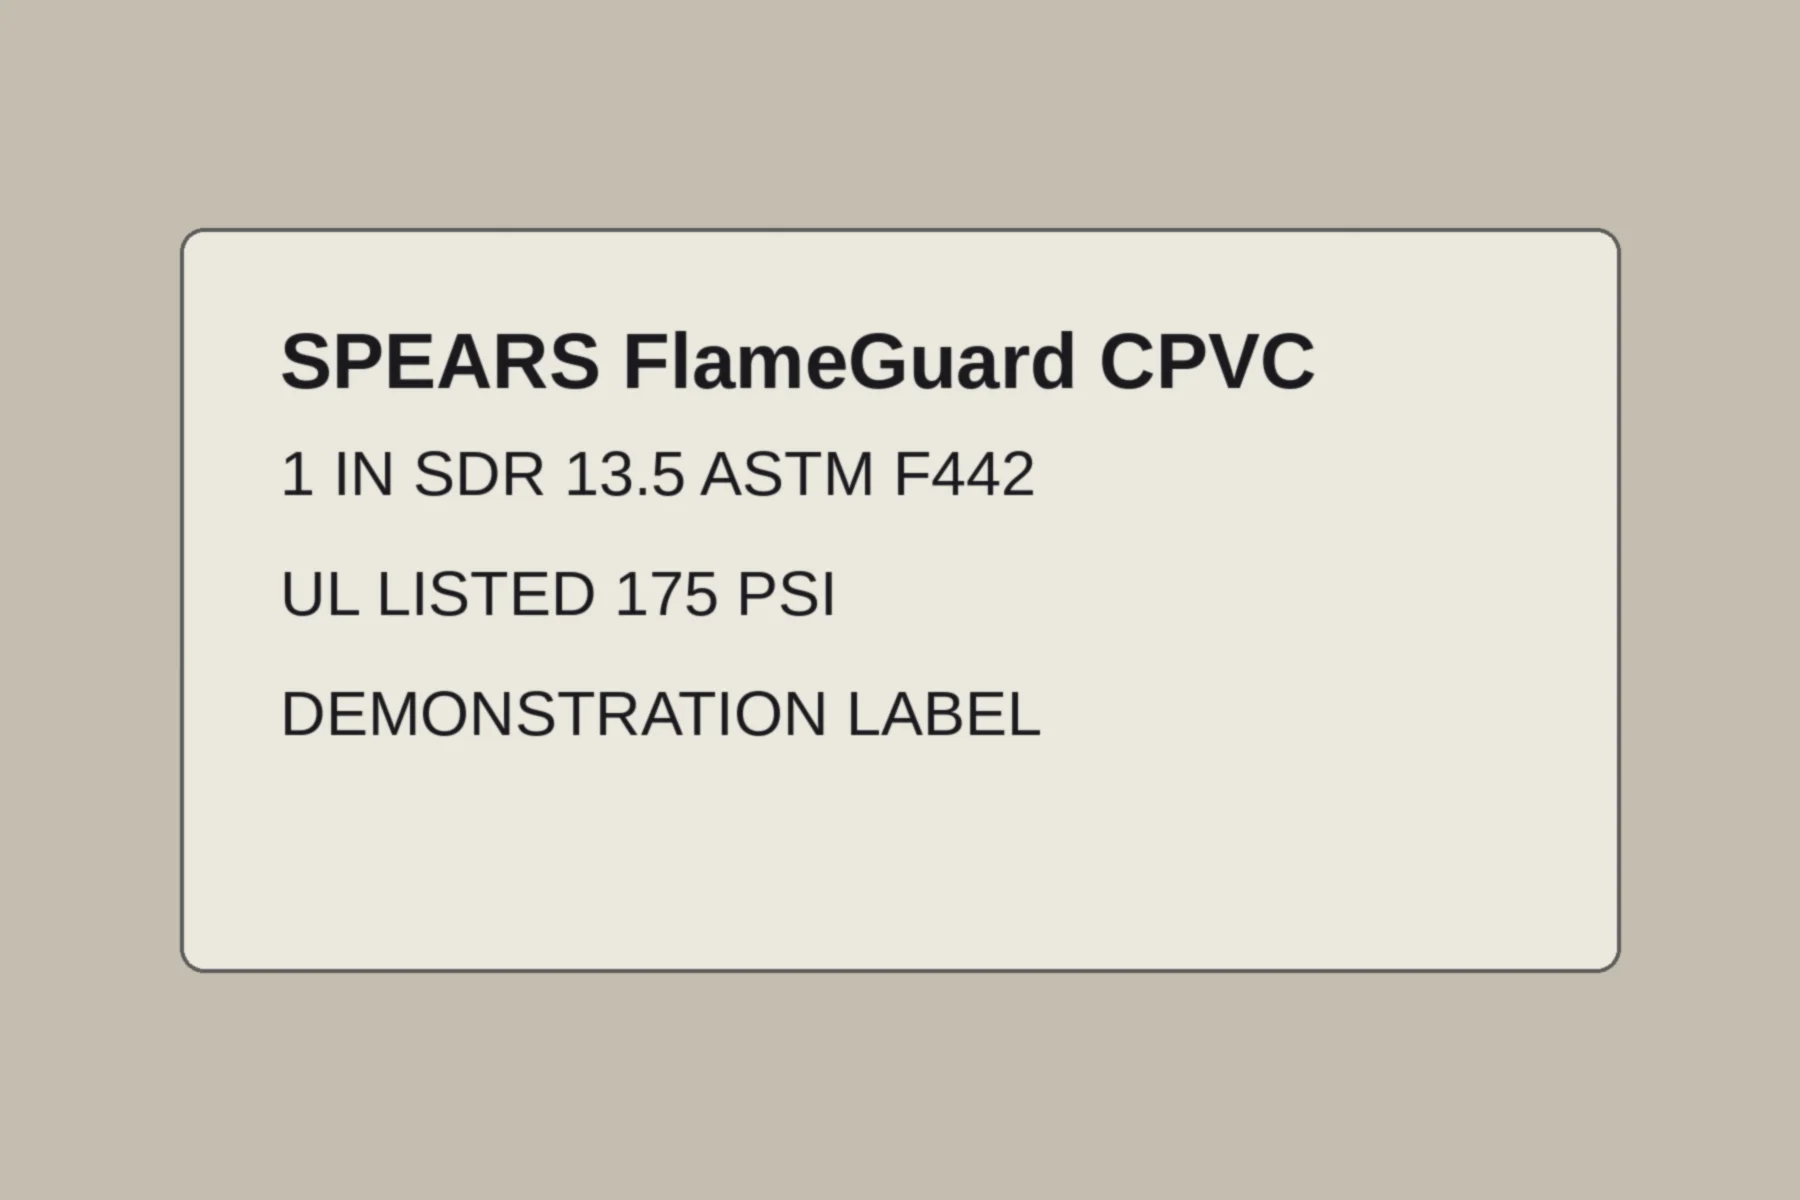 SPEARS FlameGuard CPVC
1 IN SDR 13.5 ASTM F442
UL LISTED 175 PSI
DEMONSTRATION LABEL